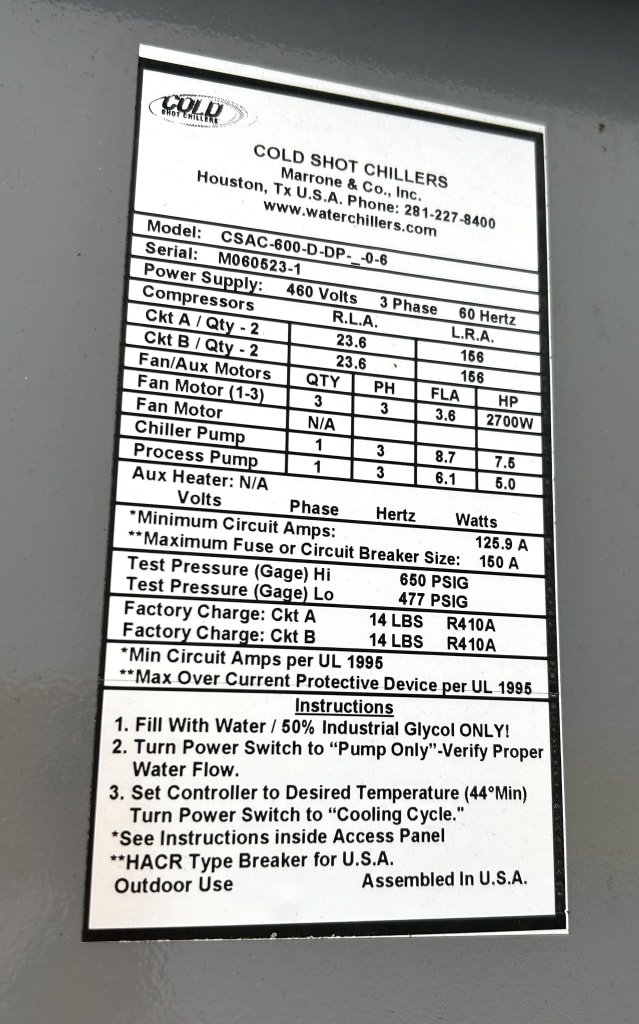 COLD
SHOT CHILLERS
COLD SHOT CHILLERS
Marrone & Co., Inc.
Houston, Tx U.S.A. Phone: 281-227-8400
www.waterchillers.com
Model: CSAC-600-D-DP-_-0-6
Serial: M060523-1
Power Supply: 460 Volts 3 Phase 60 Hertz
Compressors R.L.A. L.R.A.
Ckt A / Qty - 2 23.6 156
Ckt B / Qty - 2 23.6 156
Fan/Aux Motors QTY PH FLA HP
Fan Motor (1-3) 3 3 3.6 2700W
Fan Motor N/A
Chiller Pump 1 3 8.7 7.5
Process Pump 1 3 6.1 5.0
Aux Heater: N/A
Volts Phase Hertz Watts
*Minimum Circuit Amps: 125.9 A
**Maximum Fuse or Circuit Breaker Size: 150 A
Test Pressure (Gage) Hi 650 PSIG
Test Pressure (Gage) Lo 477 PSIG
Factory Charge: Ckt A 14 LBS R410A
Factory Charge: Ckt B 14 LBS R410A
*Min Circuit Amps per UL 1995
**Max Over Current Protective Device per UL 1995
Instructions
1. Fill With Water / 50% Industrial Glycol ONLY!
2. Turn Power Switch to “Pump Only”-Verify Proper
Water Flow.
3. Set Controller to Desired Temperature (44°Min)
Turn Power Switch to “Cooling Cycle."
*See Instructions inside Access Panel
**HACR Type Breaker for U.S.A.
Outdoor Use Assembled In U.S.A.